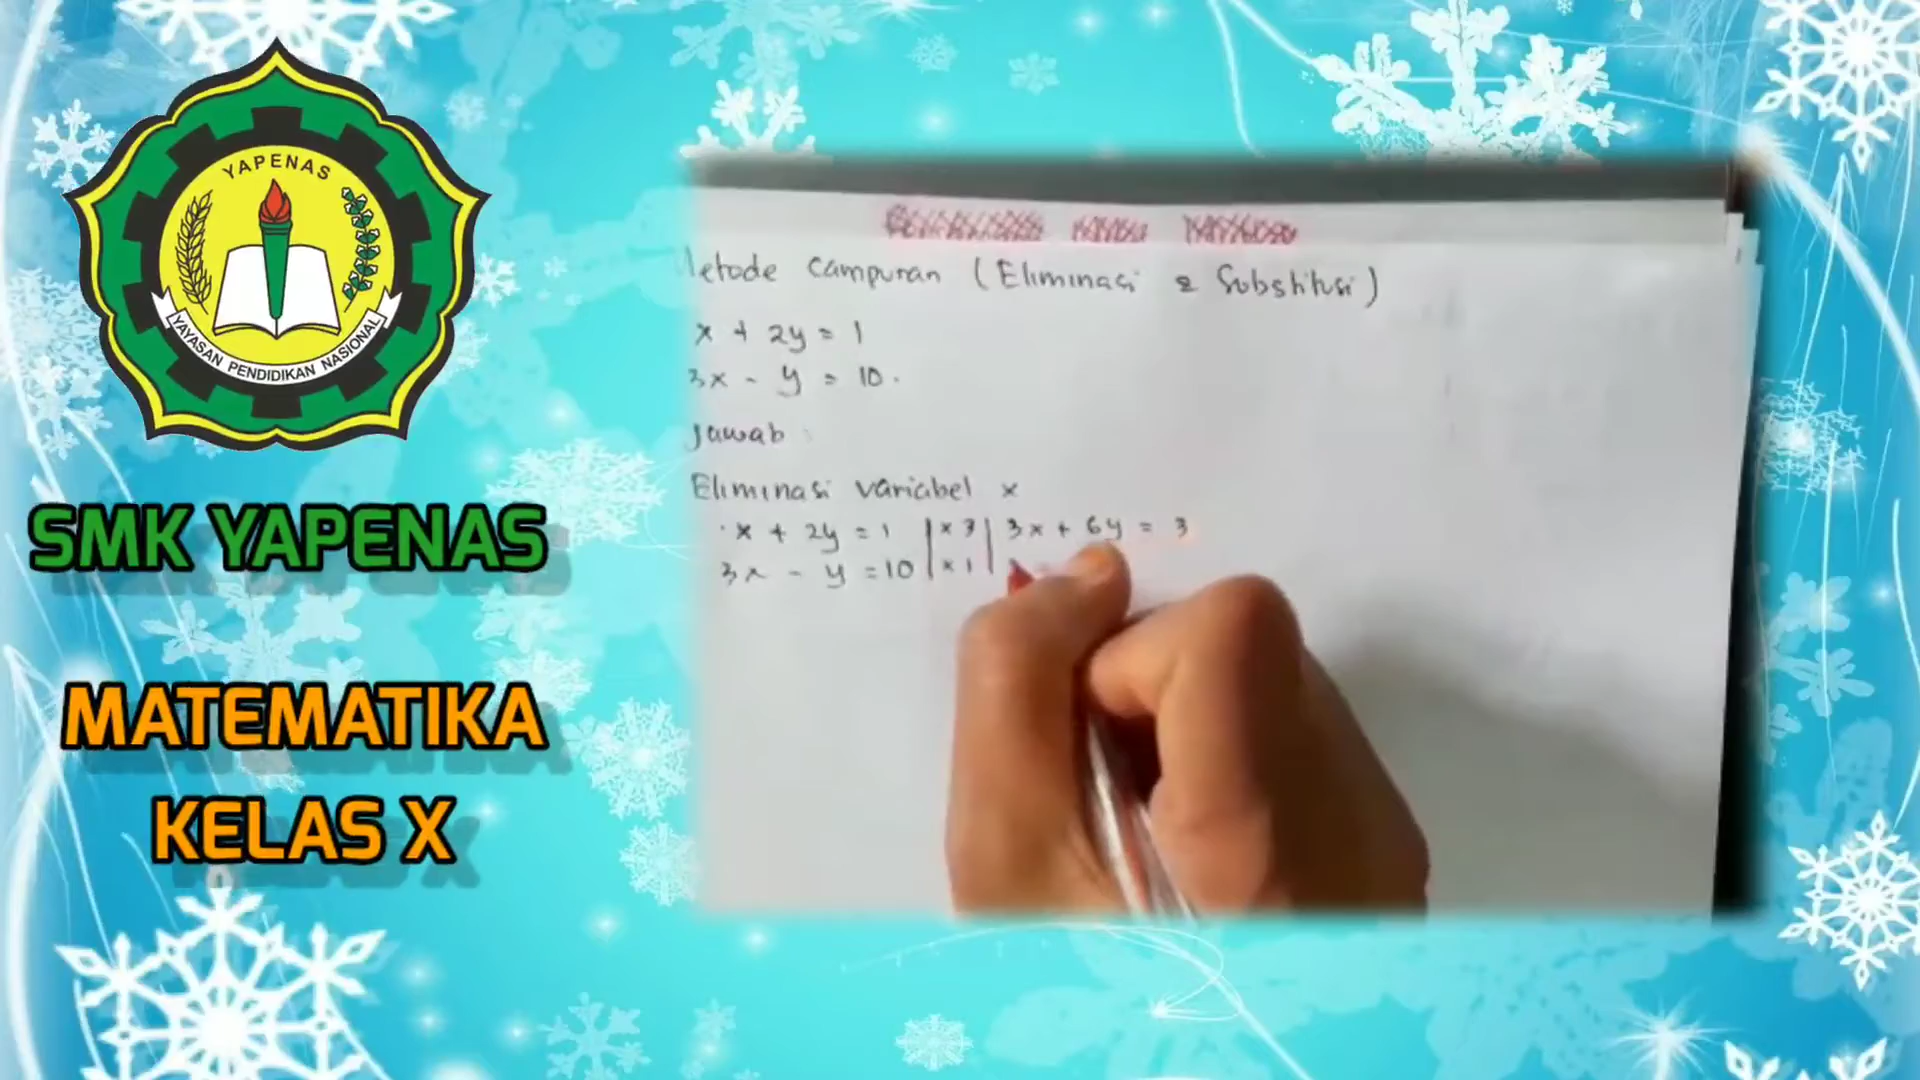 YAPENAS
YAYASAN PENDIDIKAN NASIONAL
SMK YAPENAS
MATEMATIKA
KELAS X
Metode Campuran (Eliminasi & Substitusi)
x + 2y = 1
3x - y = 10.
Jawab :
Eliminasi variabel x
x + 2y = 1 | x 3 | 3x + 6y = 3
3x - y = 10 | x 1 |